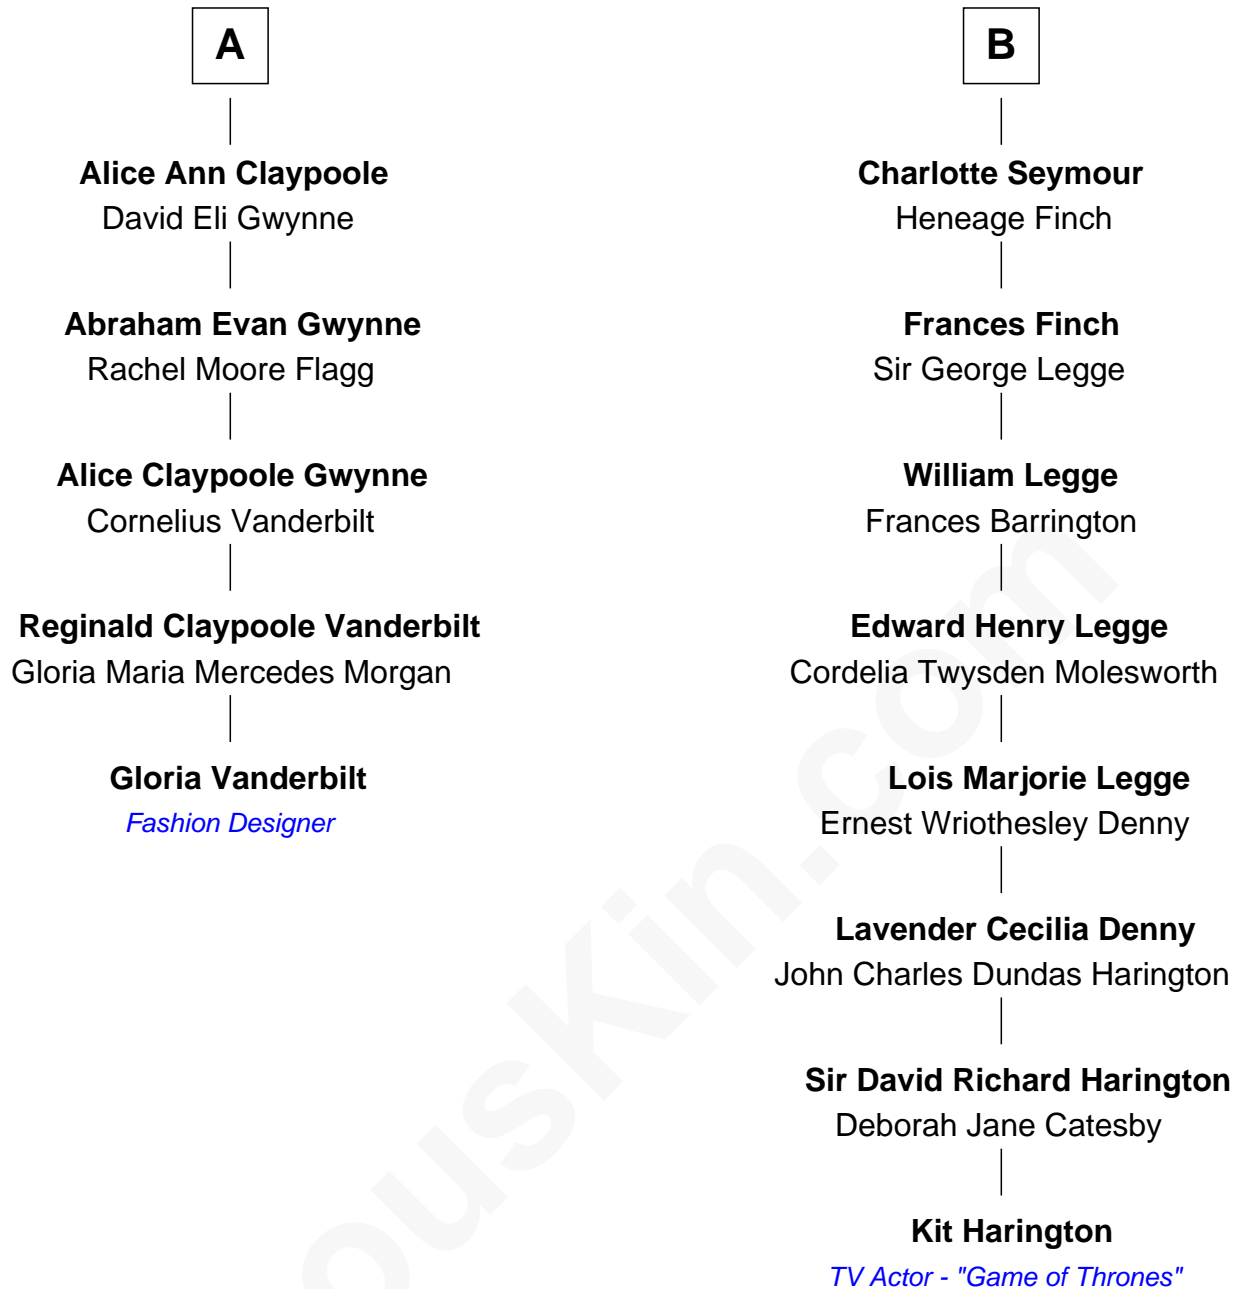 A
Alice Ann Claypoole
David Eli Gwynne
Abraham Evan Gwynne
Rachel Moore Flagg
Alice Claypoole Gwynne
Cornelius Vanderbilt
Reginald Claypoole Vanderbilt
Gloria Maria Mercedes Morgan
Gloria Vanderbilt
Fashion Designer
B
Charlotte Seymour
Heneage Finch
Frances Finch
Sir George Legge
William Legge
Frances Barrington
Edward Henry Legge
Cordelia Twysden Molesworth
Lois Marjorie Legge
Ernest Wriothesley Denny
Lavender Cecilia Denny
John Charles Dundas Harington
Sir David Richard Harington
Deborah Jane Catesby
Kit Harington
TV Actor - "Game of Thrones"
ousKin.com